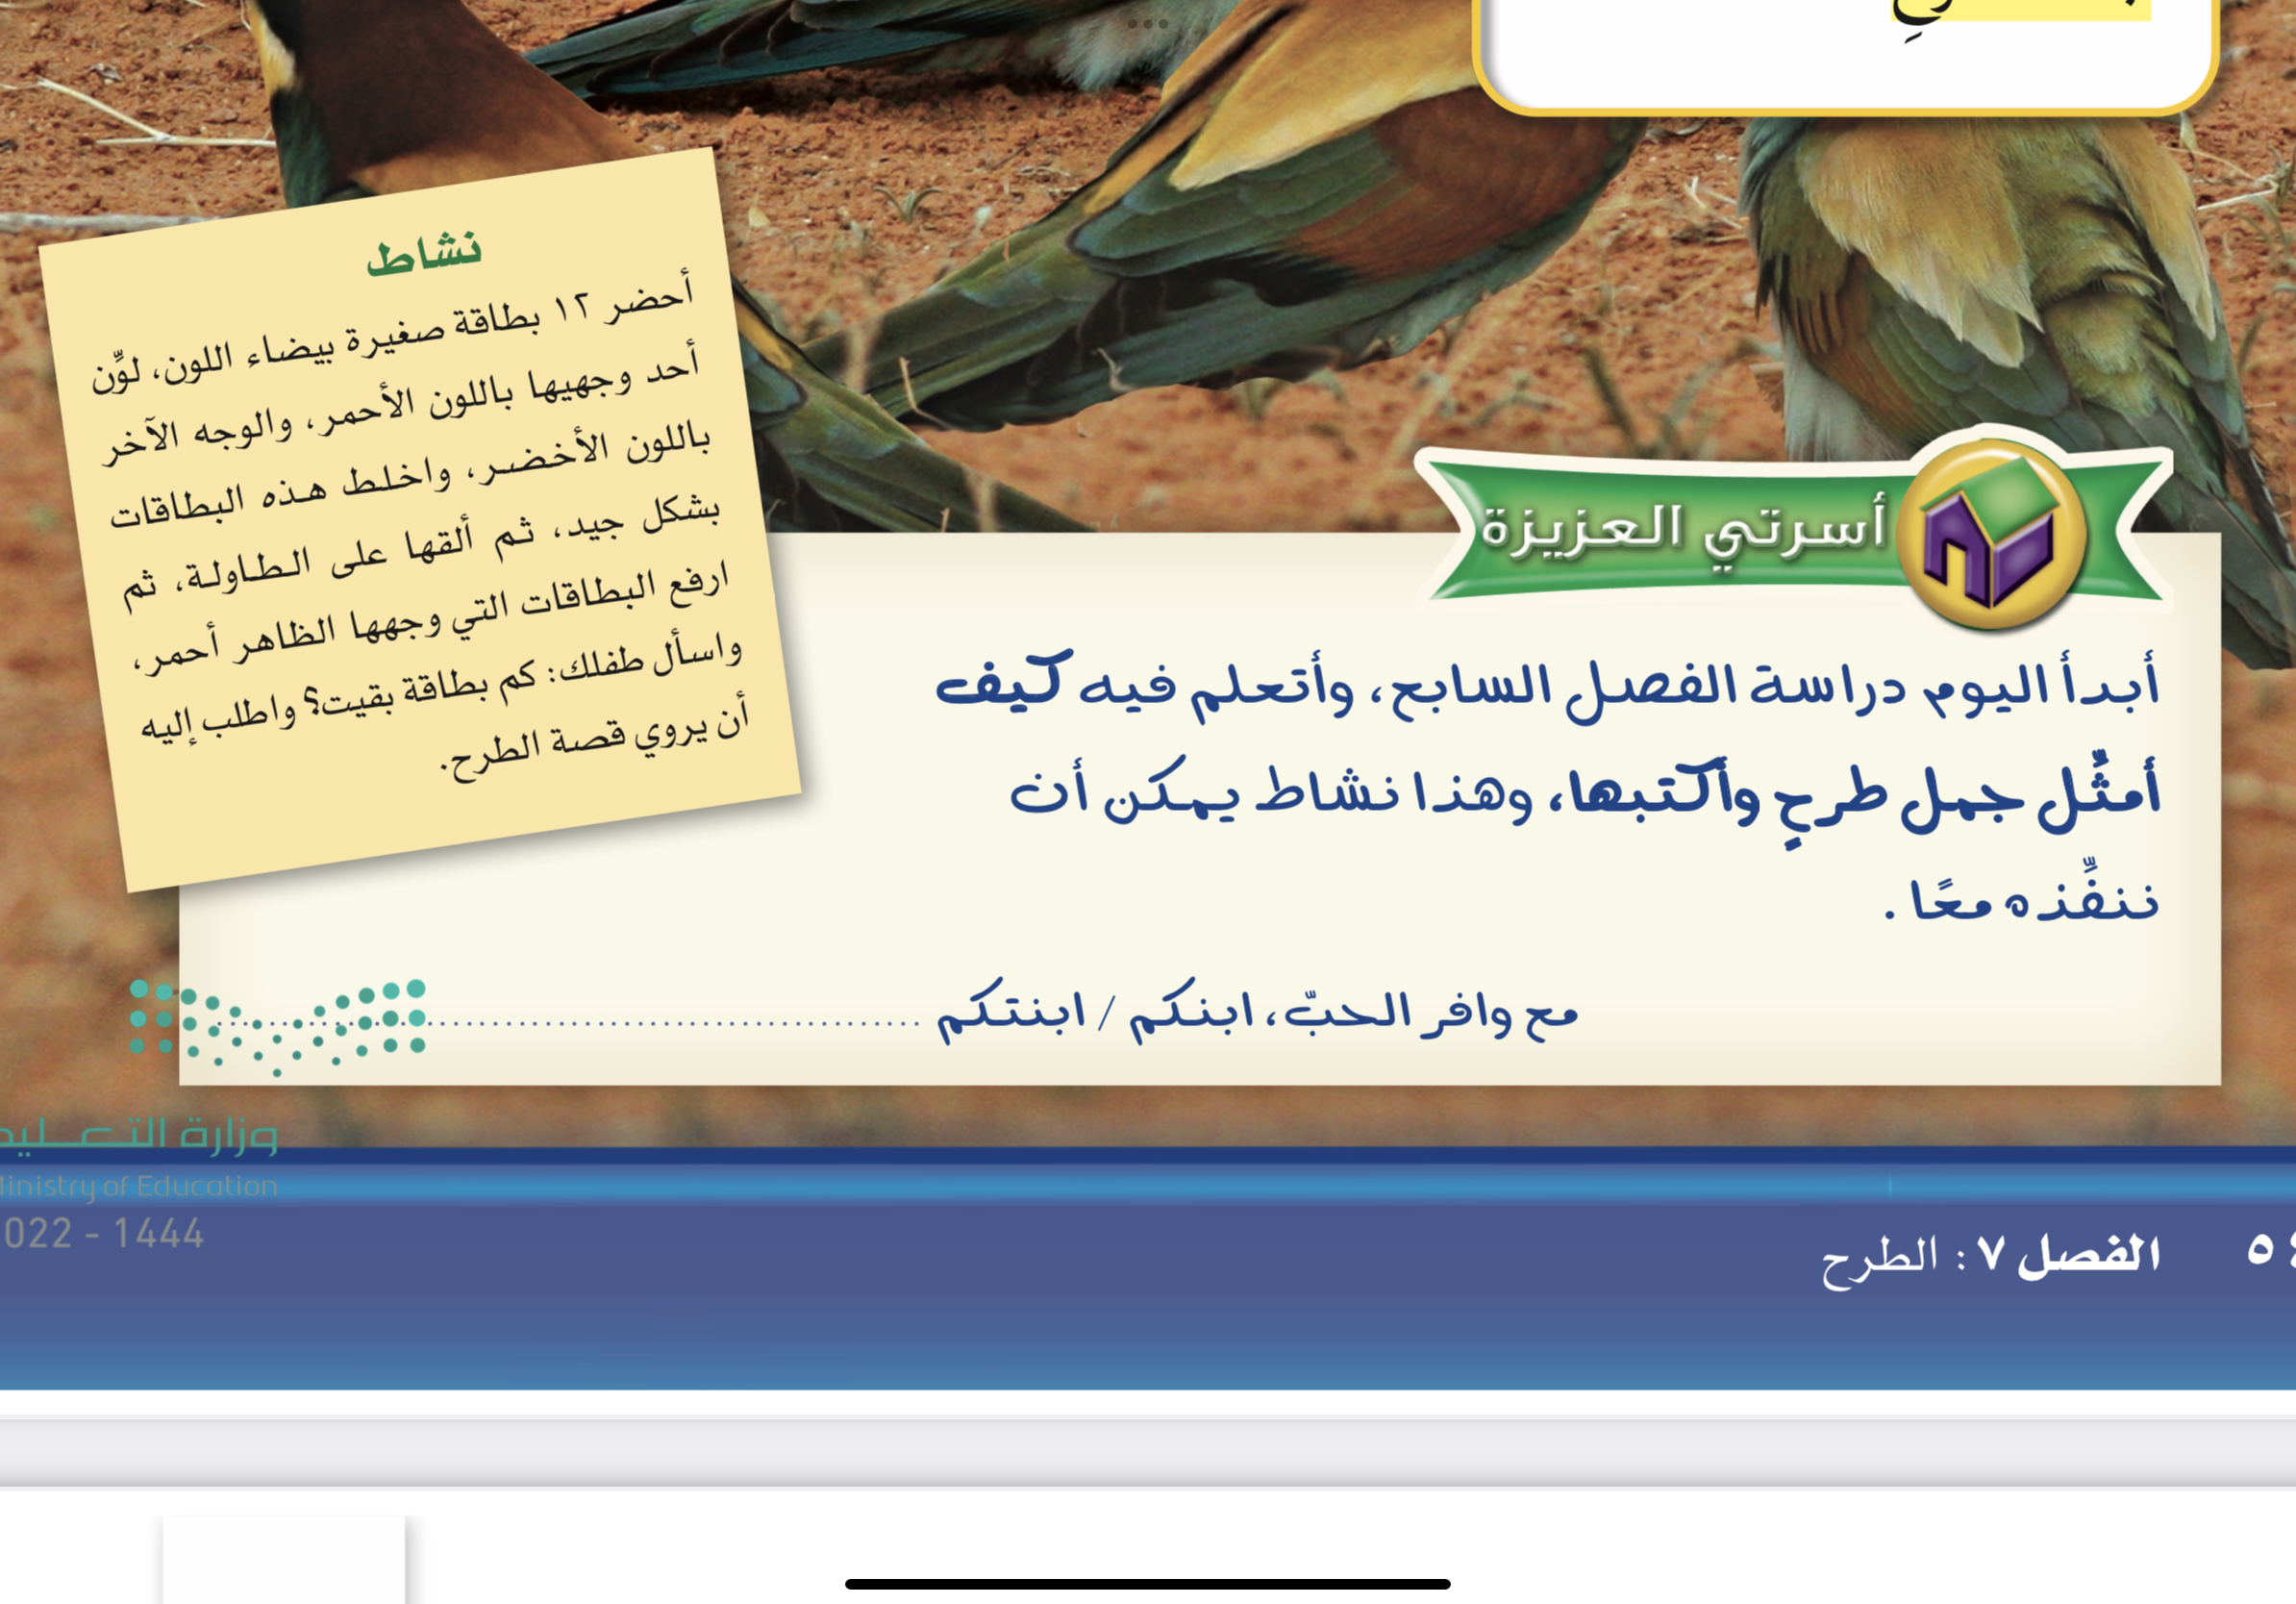 أسرتي العزيزة
أبدأ اليوم دراسة الفصل السابع، وأتعلم فيه كيف
أمثِّل جمل طرحٍ وأكتبها، وهذا نشاط يمكن أن
ننفِّذه معًا .
مع وافر الحبّ، ابنكم / ابنتكم
نشاط
أحضر ١٢ بطاقة صغيرة بيضاء اللون، لوِّن
أحد وجهيها باللون الأحمر، والوجه الآخر
باللون الأخضر، واخلط هذه البطاقات
بشكل جيد، ثم ألقها على الطاولة، ثم
ارفع البطاقات التي وجهها الظاهر أحمر،
واسأل طفلك: كم بطاقة بقيت؟ واطلب إليه
أن يروي قصة الطرح.
وزارة
of Education
022 - 1444
الفصل ٧ : الطرح